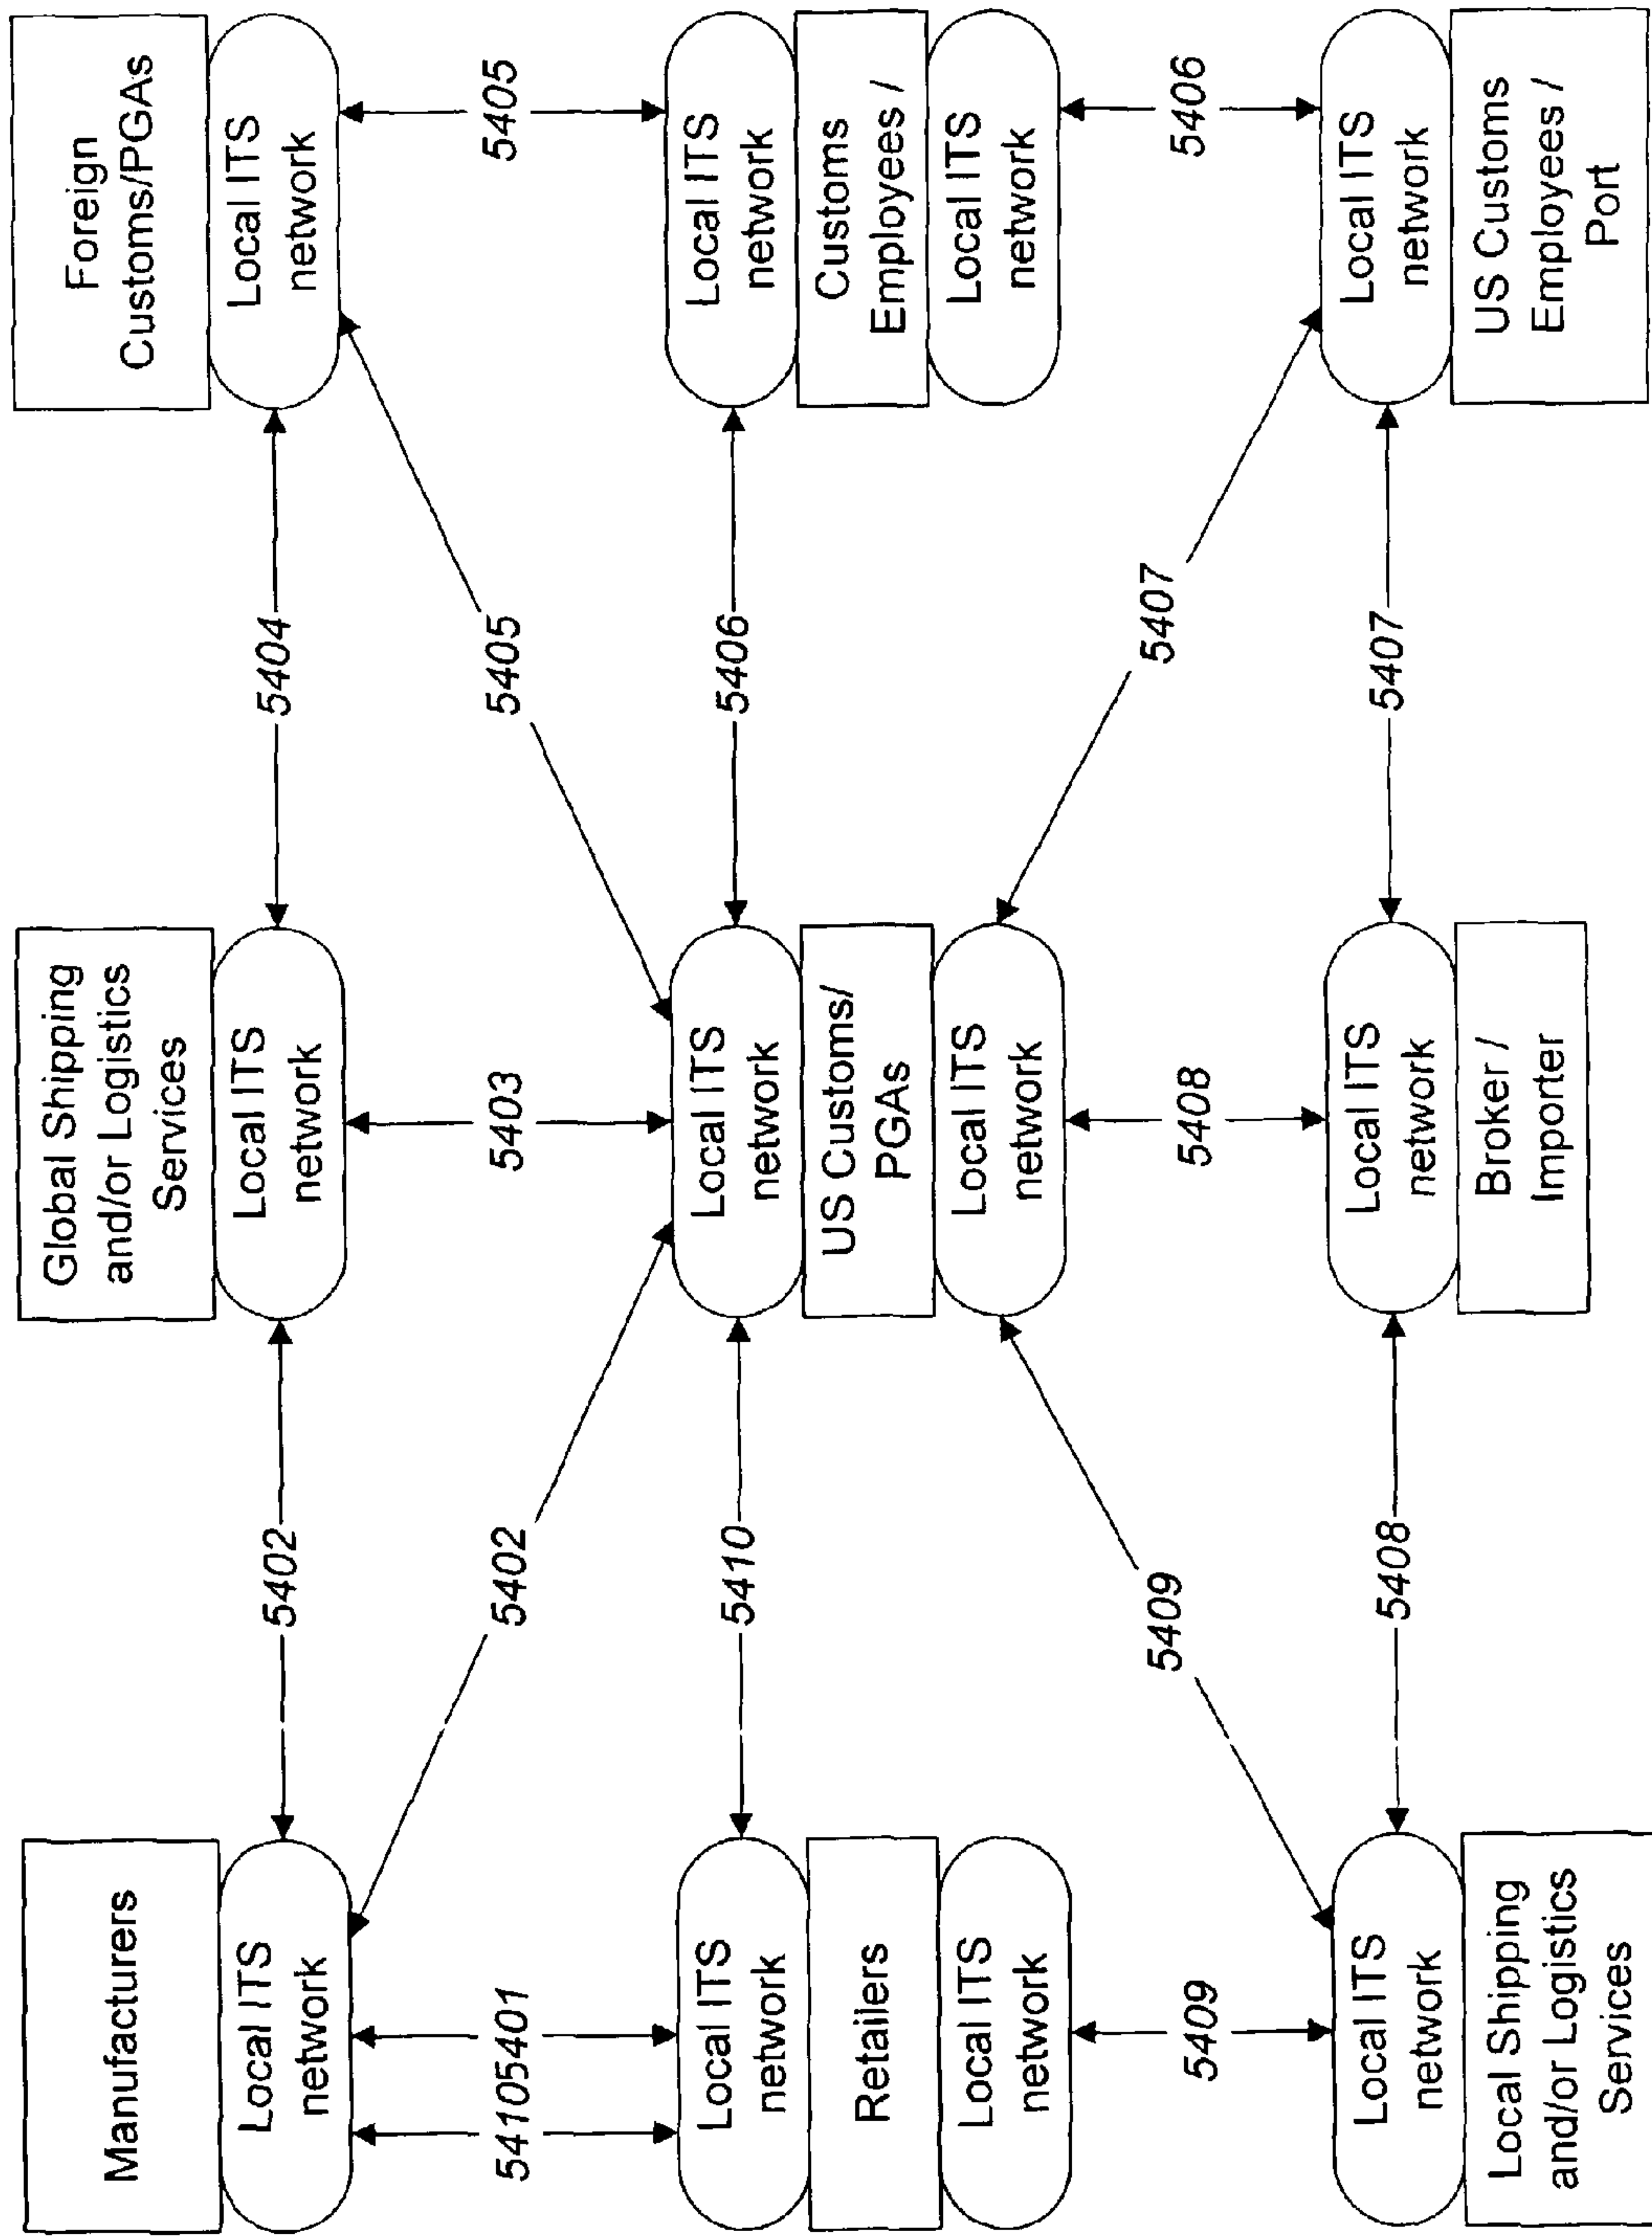 Manufacturers
Local ITS
network
Global Shipping
and/or Logistics
Services
Local ITS
network
Foreign
Customs/PGAs
Local ITS
network
5402
5404
5410
5401
5402
5403
5405
5405
Local ITS
network
Retailers
Local ITS
network
5410
Local ITS
network
US Customs/
PGAs
Local ITS
network
5406
Local ITS
network
Customs
Employees /
Local ITS
network
5409
5409
5408
5407
5406
Local ITS
network
Local Shipping
and/or Logistics
Services
5408
Local ITS
network
Broker /
Importer
5407
Local ITS
network
US Customs
Employees /
Port